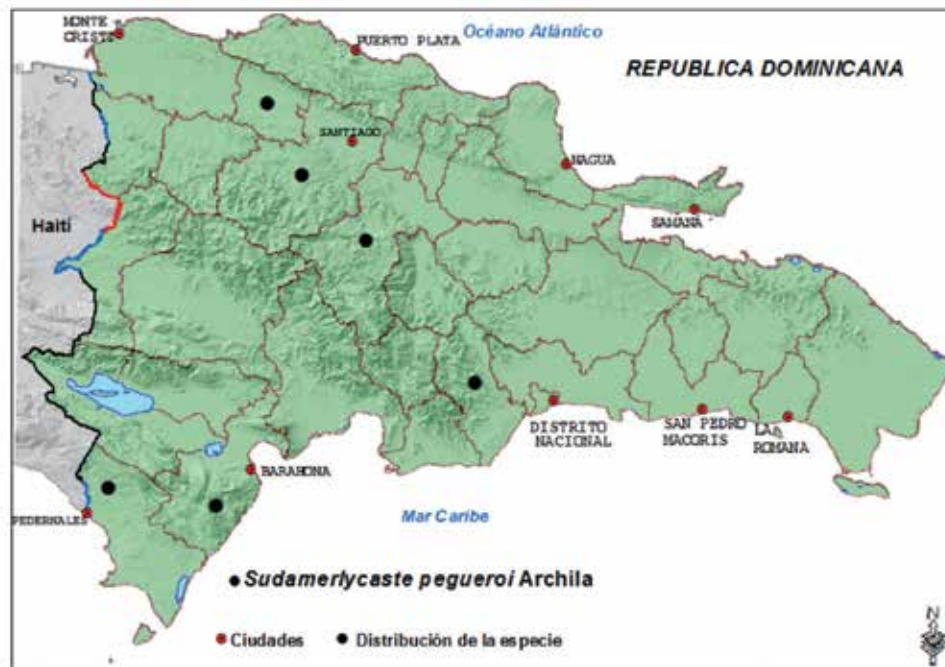 MONTE
CRISTI
PUERTO PLATA
Océano Atlántico
REPUBLICA DOMINICANA
SANTIAGO
NAGUA
SAMANA
Haití
DISTRITO
NACIONAL
SAN PEDRO
MACORIS
LA
ROMANA
BARAHONA
PEDERNALES
Mar Caribe
Sudamerlycaste pegueroi Archila
Ciudades
Distribución de la especie
N